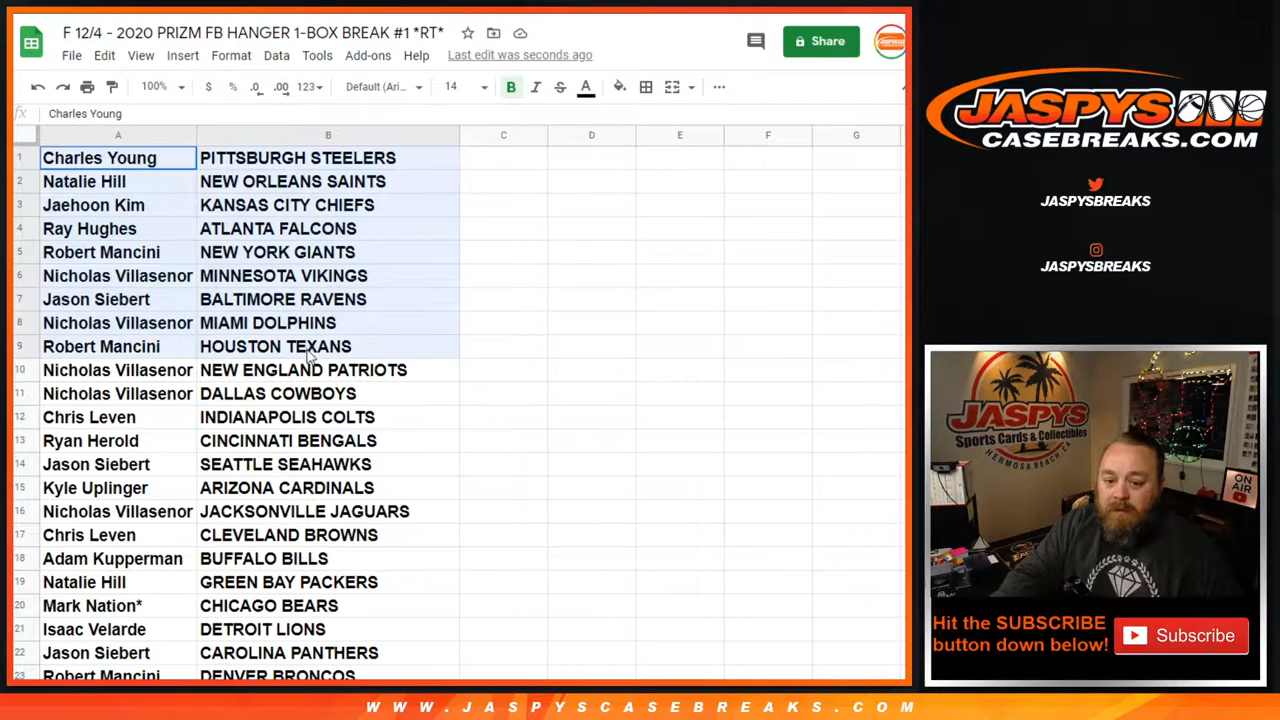 F 12/4 - 2020 PRIZM FB HANGER 1-BOX BREAK #1 *RT*
File Edit View Insert Format Data Tools Add-ons Help Last edit was seconds ago
Share
100% $ % .0 .00 123 Default (Ari... 14 B I S A
fx Charles Young
A B C D E F G
1 Charles Young PITTSBURGH STEELERS
2 Natalie Hill NEW ORLEANS SAINTS
3 Jaehoon Kim KANSAS CITY CHIEFS
4 Ray Hughes ATLANTA FALCONS
5 Robert Mancini NEW YORK GIANTS
6 Nicholas Villasenor MINNESOTA VIKINGS
7 Jason Siebert BALTIMORE RAVENS
8 Nicholas Villasenor MIAMI DOLPHINS
9 Robert Mancini HOUSTON TEXANS
10 Nicholas Villasenor NEW ENGLAND PATRIOTS
11 Nicholas Villasenor DALLAS COWBOYS
12 Chris Leven INDIANAPOLIS COLTS
13 Ryan Herold CINCINNATI BENGALS
14 Jason Siebert SEATTLE SEAHAWKS
15 Kyle Uplinger ARIZONA CARDINALS
16 Nicholas Villasenor JACKSONVILLE JAGUARS
17 Chris Leven CLEVELAND BROWNS
18 Adam Kupperman BUFFALO BILLS
19 Natalie Hill GREEN BAY PACKERS
20 Mark Nation* CHICAGO BEARS
21 Isaac Velarde DETROIT LIONS
22 Jason Siebert CAROLINA PANTHERS
23 Robert Mancini DENVER BRONCOS
JASPYS
CASEBREAKS.COM
JASPYSBREAKS
JASPYSBREAKS
JASPYS
Sports Cards & Collectibles
HERMOSA BEACH, CA
ON AIR
Hit the SUBSCRIBE
button down below!
Subscribe
WWW.JASPYSCASEBREAKS.COM